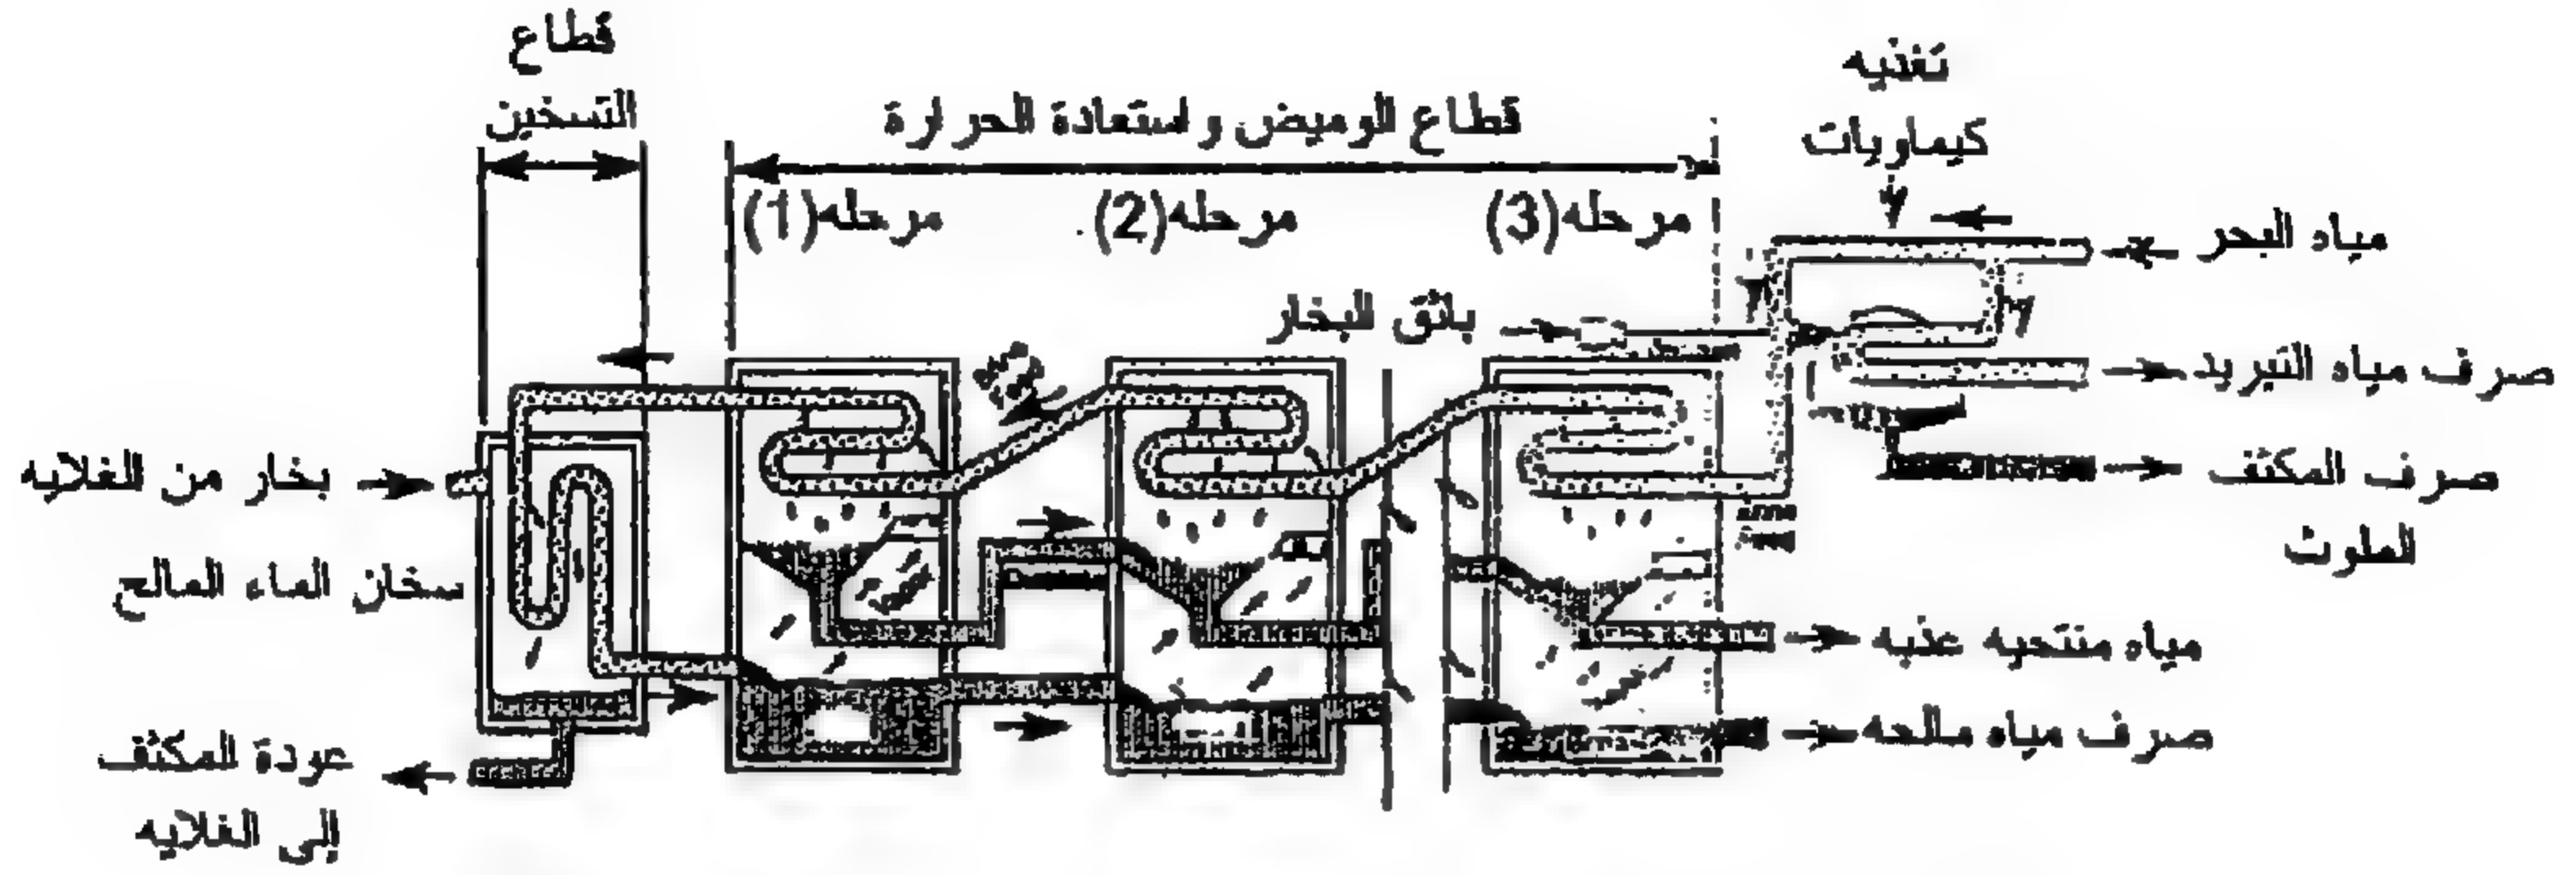 قطاع
التسخين
تغذيه
كيماويات
قطاع الوميض واستعادة الحرارة
مرحله(1)
مرحله(2)
مرحله(3)
مياه البحر
باثق البخار
صرف مياه التبريد
صرف المكثف
الملوث
بخار من الغلايه
سخان الماء المالح
مياه منتجيه عذبه
صرف مياه مالحه
عودة المكثف
إلى الغلايه